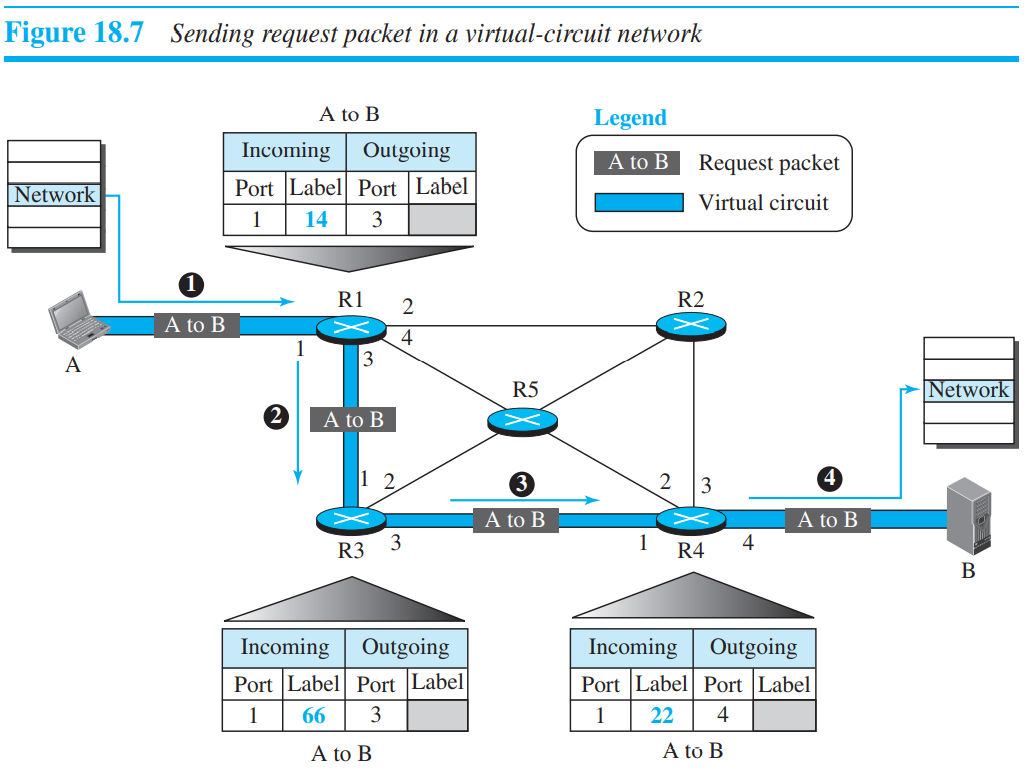 Figure 18.7 Sending request packet in a virtual-circuit network
A to B
Incoming Outgoing
Port Label Port Label
1 14 3
Legend
A to B Request packet
Virtual circuit
Network
1
A to B
A
R1
2
4
1
3
R2
2
A to B
R5
Network
1 2
3
A to B
2 3
4
A to B
R3 3
1 R4 4
B
Incoming Outgoing
Port Label Port Label
1 66 3
A to B
Incoming Outgoing
Port Label Port Label
1 22 4
A to B